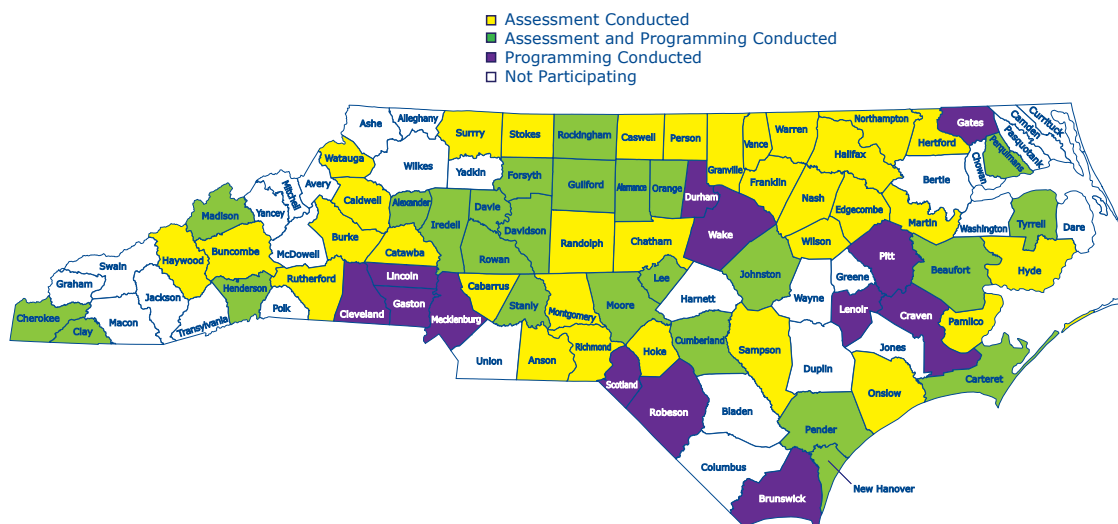 Assessment Conducted
Assessment and Programming Conducted
Programming Conducted
Not Participating
Ashe
Alleghany
Surrry
Stokes
Rockingham
Caswell
Person
Granville
Vance
Warren
Northampton
Halifax
Hertford
Gates
Currituck
Camden
Pasquotank
Perquimans
Chowan
Bertie
Watauga
Wilkes
Yadkin
Forsyth
Guilford
Alamance
Orange
Durham
Franklin
Nash
Edgecombe
Martin
Washington
Tyrrell
Dare
Mitchell
Avery
Yancey
Madison
Caldwell
Alexander
Iredell
Davie
Davidson
Randolph
Chatham
Wake
Wilson
Pitt
Beaufort
Hyde
Burke
McDowell
Buncombe
Haywood
Catawba
Rowan
Swain
Graham
Jackson
Henderson
Rutherford
Lincoln
Cabarrus
Lee
Johnston
Greene
Wayne
Harnett
Cherokee
Clay
Macon
Transylvania
Polk
Cleveland
Gaston
Mecklenburg
Stanly
Montgomery
Moore
Lenoir
Craven
Pamilco
Union
Anson
Richmond
Hoke
Cumberland
Sampson
Duplin
Jones
Carteret
Onslow
Scotland
Robeson
Bladen
Pender
Columbus
Brunswick
New Hanover